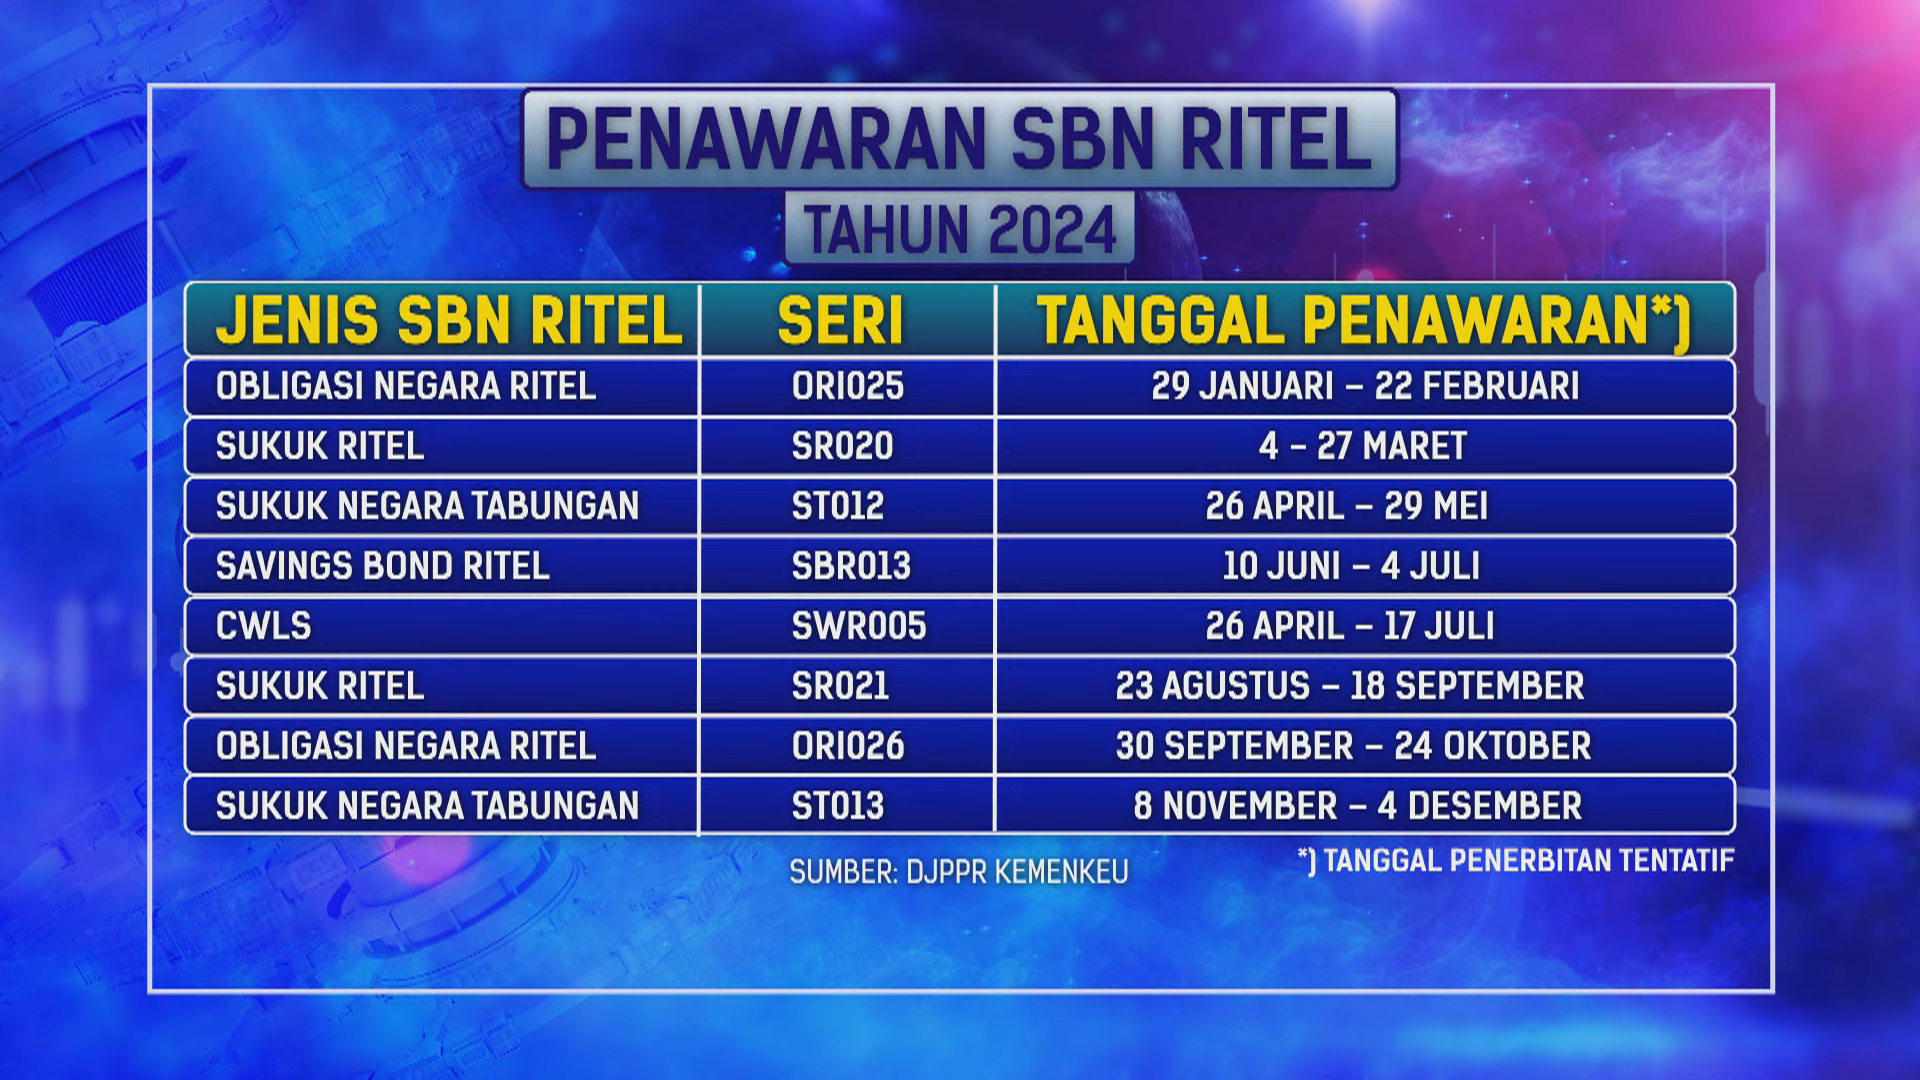 PENAWARAN SBN RITEL
TAHUN 2024
JENIS SBN RITEL SERI TANGGAL PENAWARAN*)
OBLIGASI NEGARA RITEL ORI025 29 JANUARI – 22 FEBRUARI
SUKUK RITEL SR020 4 – 27 MARET
SUKUK NEGARA TABUNGAN ST012 26 APRIL – 29 MEI
SAVINGS BOND RITEL SBR013 10 JUNI – 4 JULI
CWLS SWR005 26 APRIL – 17 JULI
SUKUK RITEL SR021 23 AGUSTUS – 18 SEPTEMBER
OBLIGASI NEGARA RITEL ORI026 30 SEPTEMBER – 24 OKTOBER
SUKUK NEGARA TABUNGAN ST013 8 NOVEMBER – 4 DESEMBER
*) TANGGAL PENERBITAN TENTATIF
SUMBER: DJPPR KEMENKEU